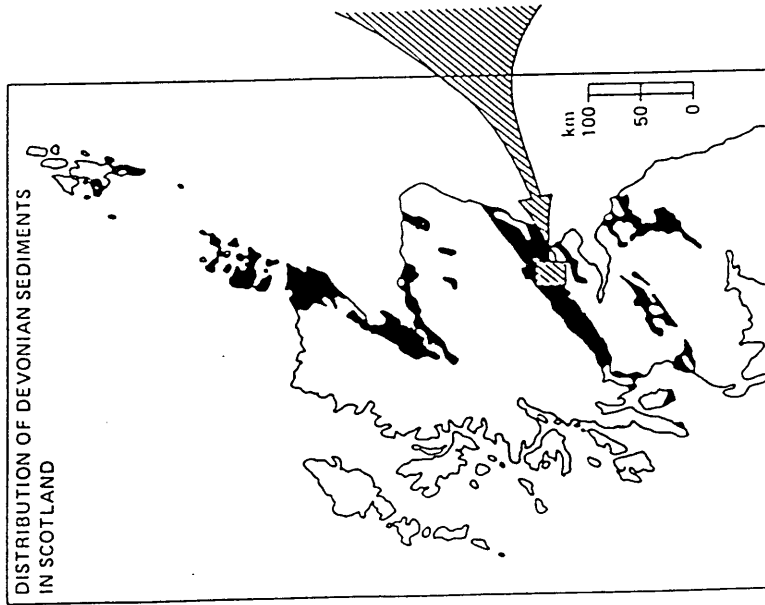 DISTRIBUTION OF DEVONIAN SEDIMENTS
IN SCOTLAND
km
100
50
0